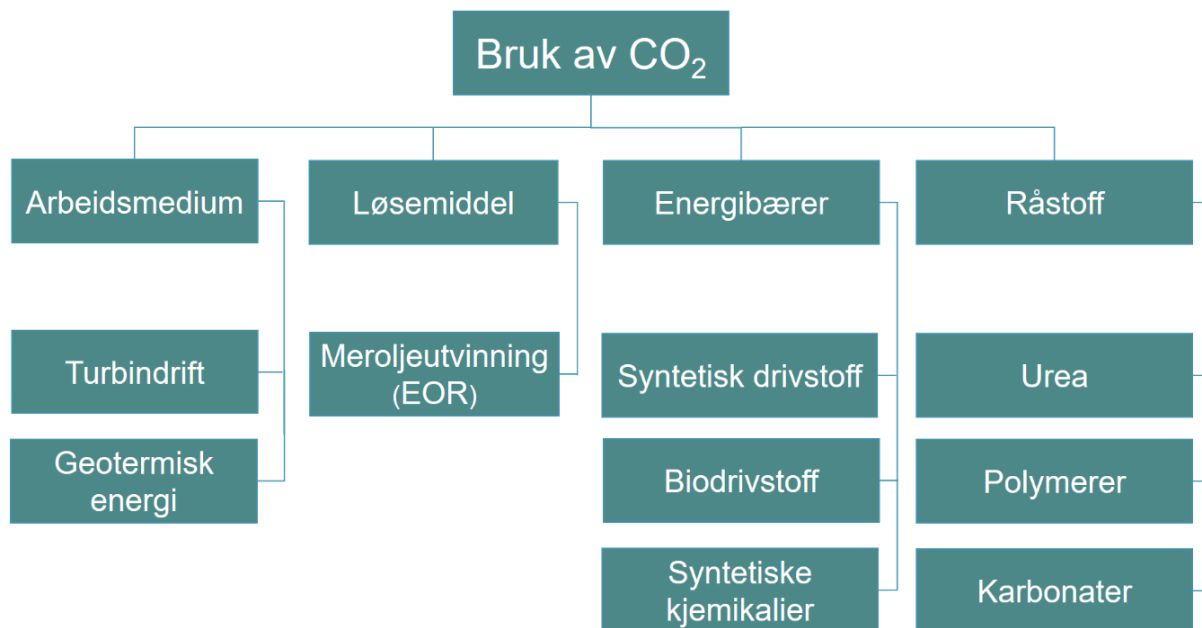 Bruk av CO₂
Arbeidsmedium
Løsemiddel
Energibærer
Råstoff
Turbindrift
Geotermisk
energi
Meroljeutvinning
(EOR)
Syntetisk drivstoff
Biodrivstoff
Syntetiske
kjemikalier
Urea
Polymerer
Karbonater